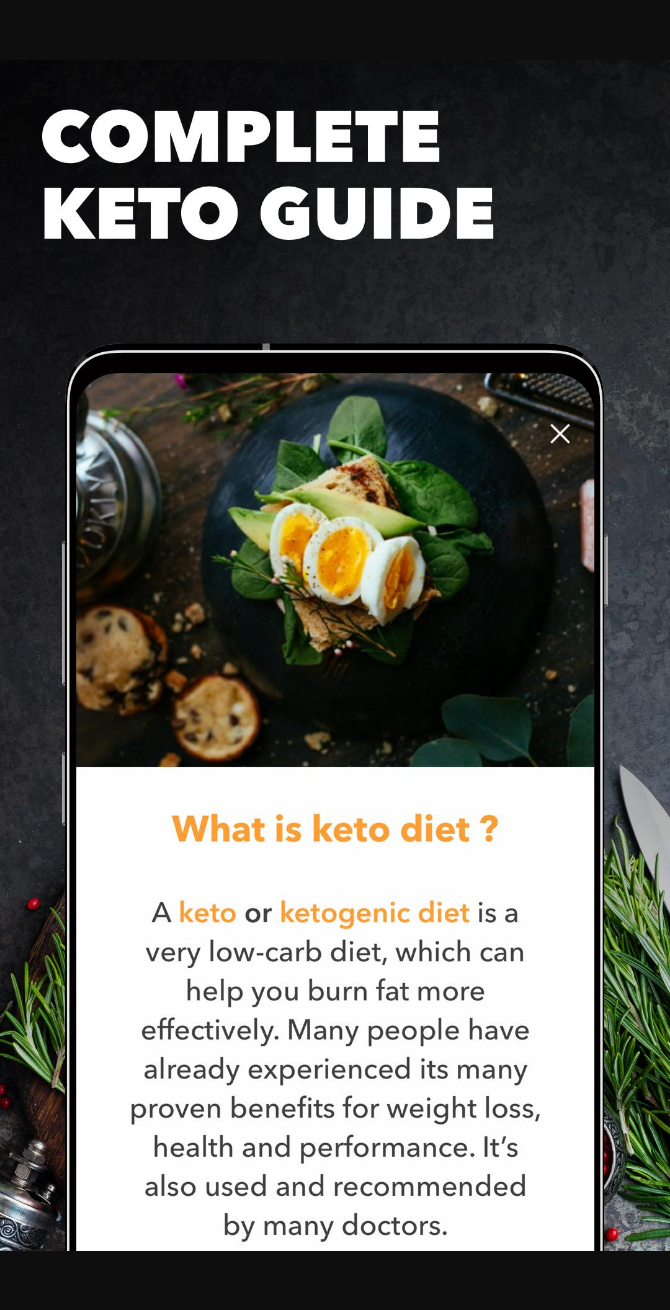 COMPLETE
KETO GUIDE
What is keto diet ?
A keto or ketogenic diet is a
very low-carb diet, which can
help you burn fat more
effectively. Many people have
already experienced its many
proven benefits for weight loss,
health and performance. It’s
also used and recommended
by many doctors.